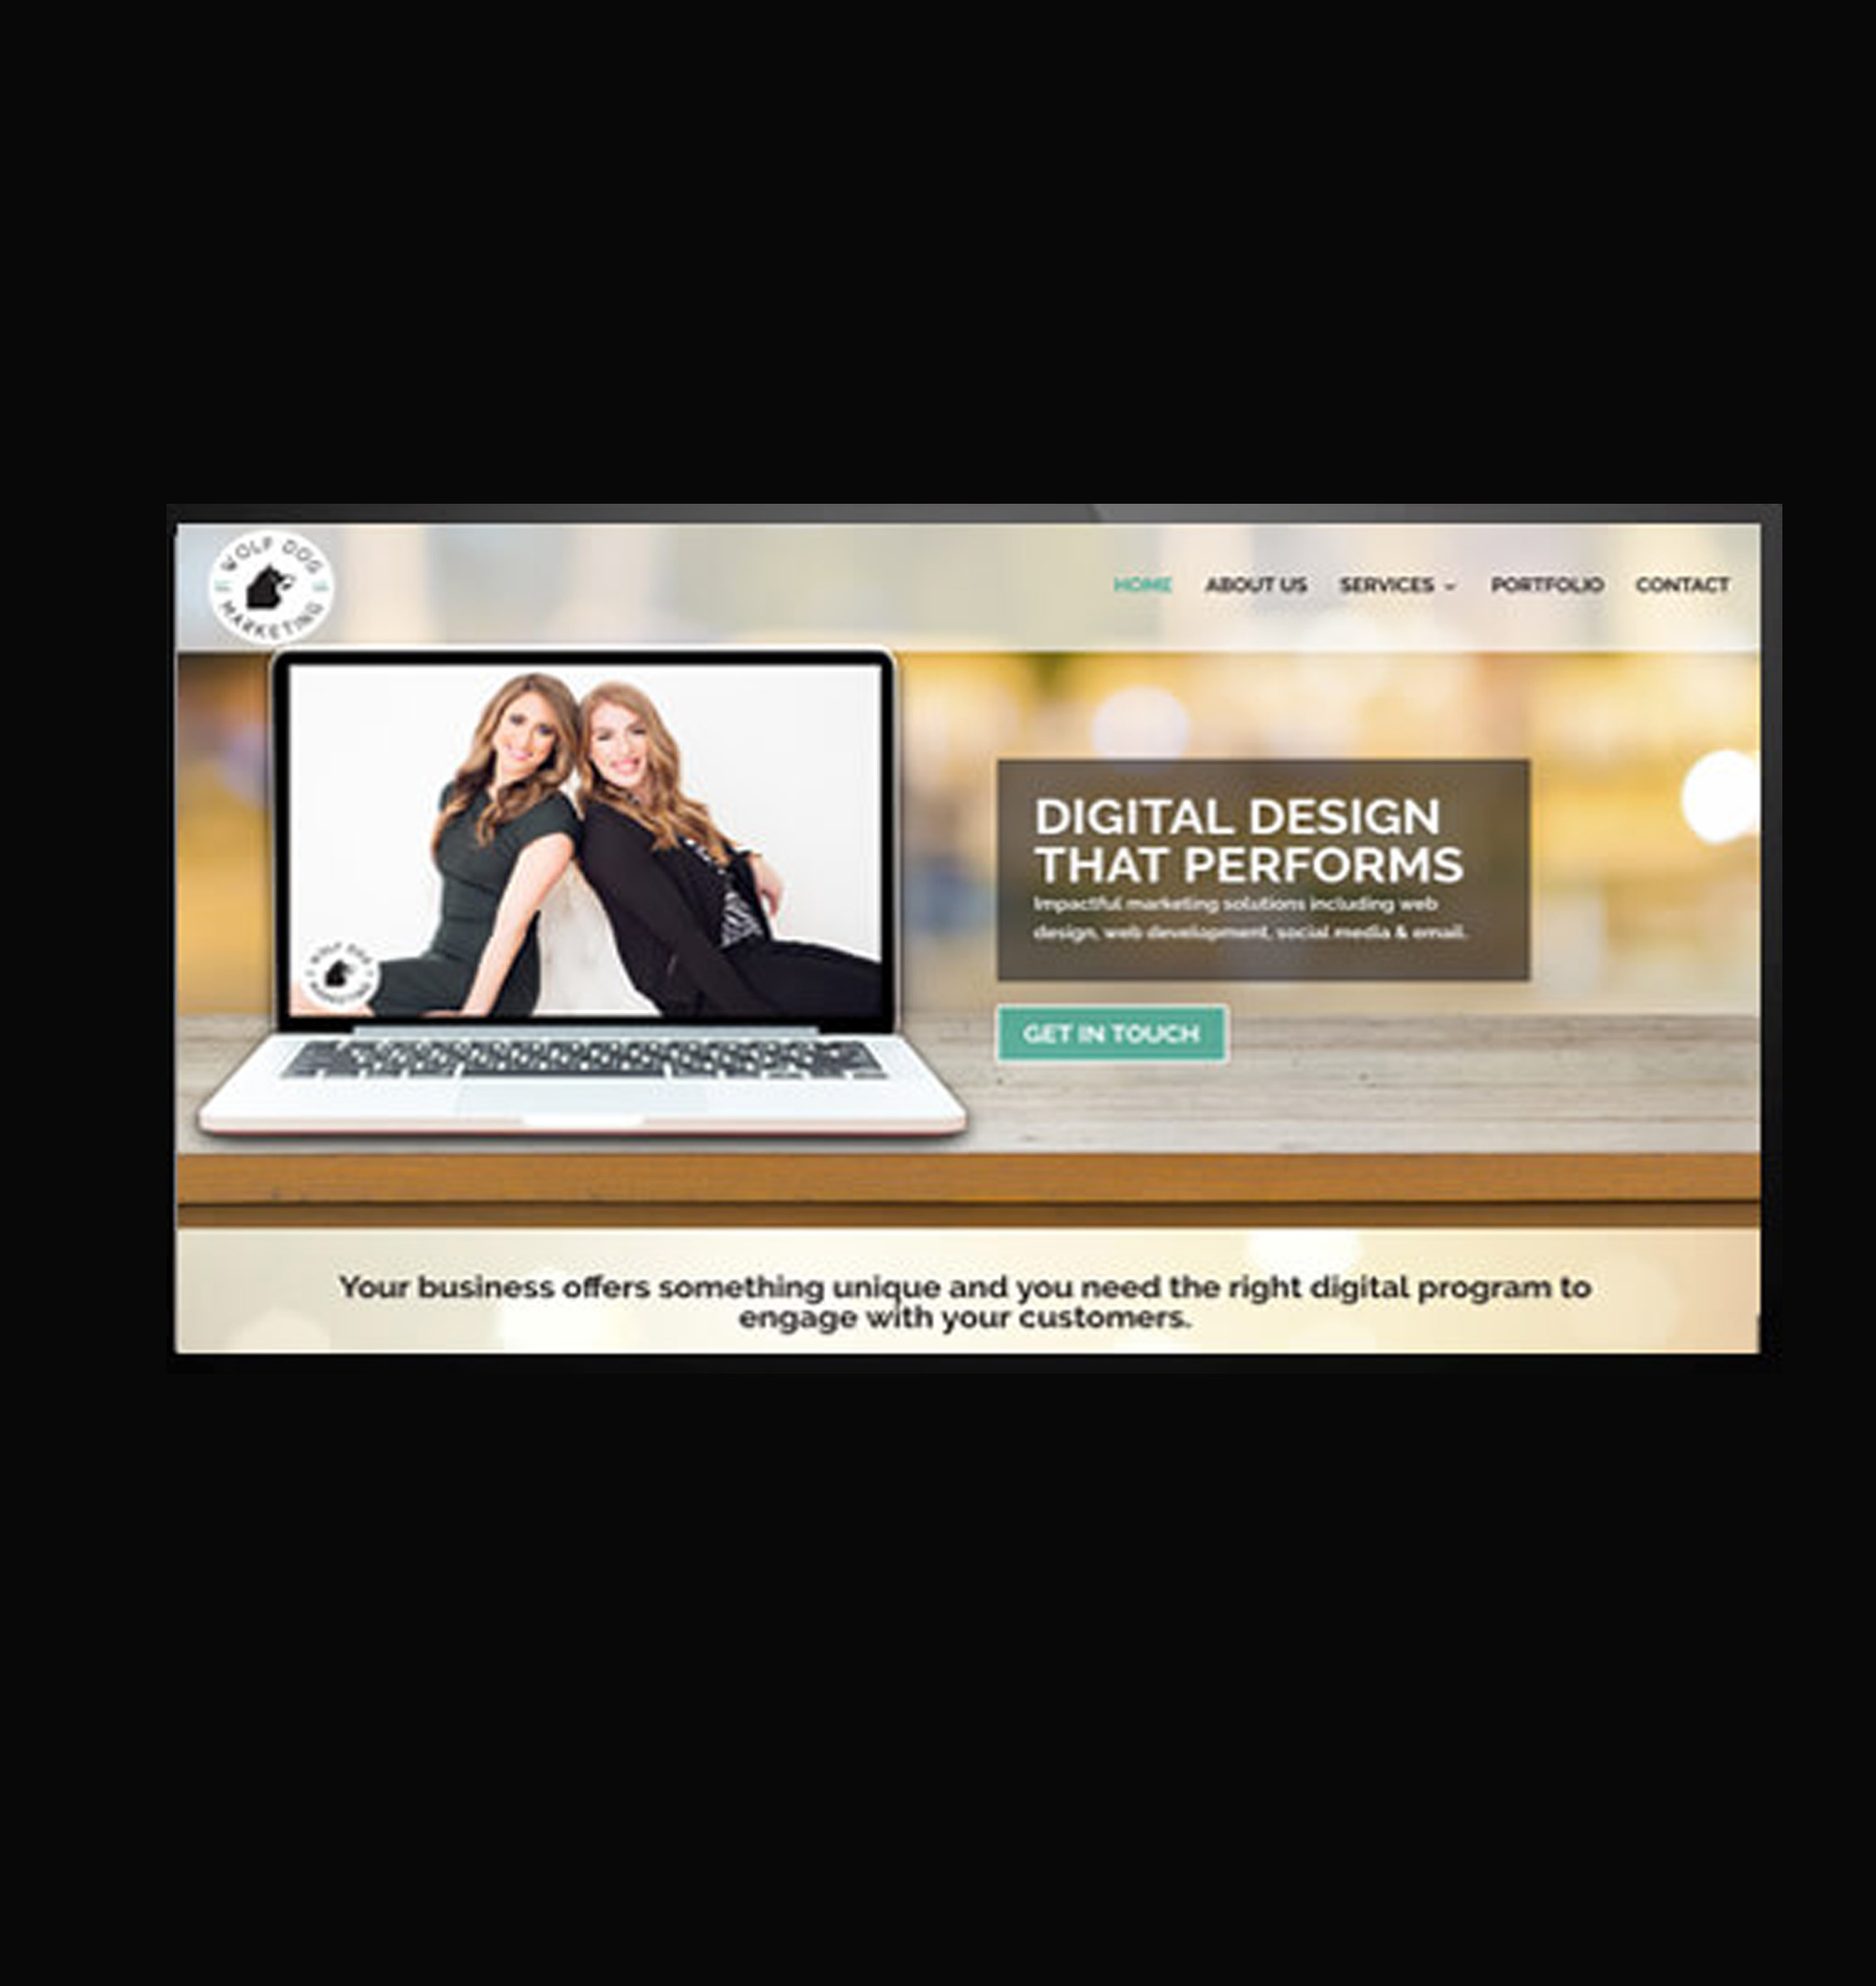 WOLF DOG
MARKETING
HOME ABOUT US SERVICES PORTFOLIO CONTACT
DIGITAL DESIGN
THAT PERFORMS
Impactful marketing solutions including web
design, web development, social media & email.
WOLF DOG
MARKETING
GET IN TOUCH
Your business offers something unique and you need the right digital program to
engage with your customers.